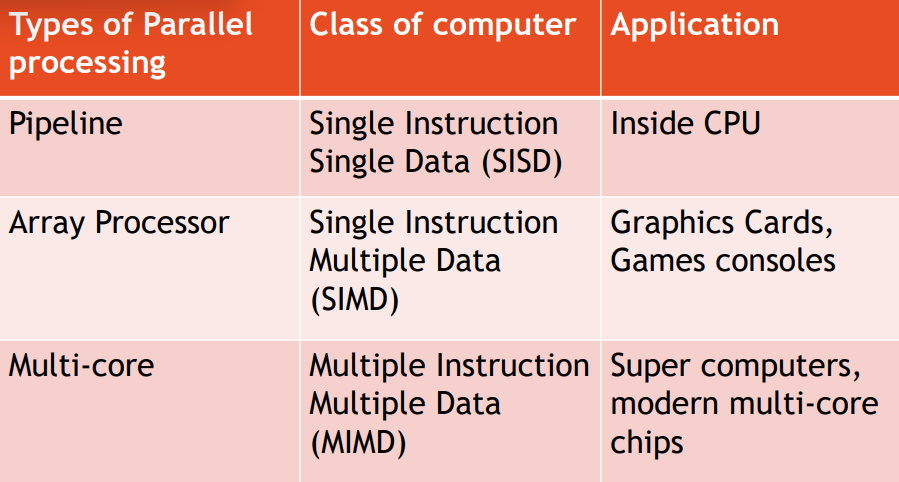 Types of Parallel
processing
Class of computer
Application
Pipeline
Single Instruction
Single Data (SISD)
Inside CPU
Array Processor
Single Instruction
Multiple Data
(SIMD)
Graphics Cards,
Games consoles
Multi-core
Multiple Instruction
Multiple Data
(MIMD)
Super computers,
modern multi-core
chips